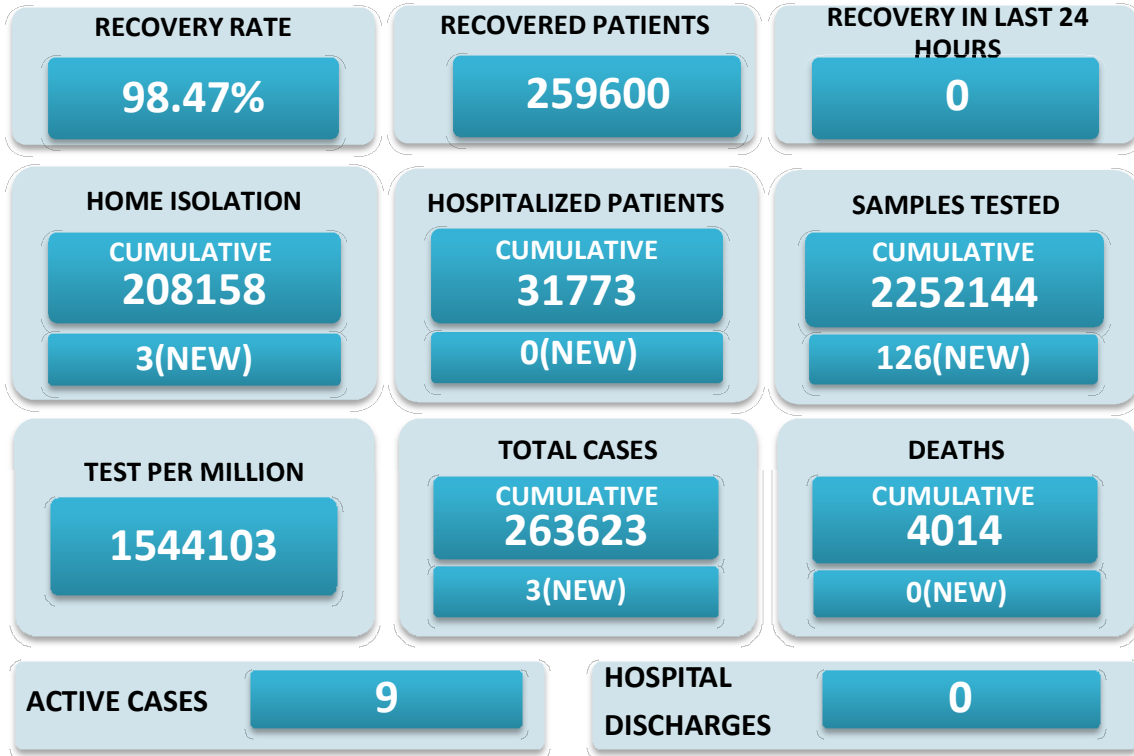 RECOVERY RATE
98.47%
RECOVERED PATIENTS
259600
RECOVERY IN LAST 24
HOURS
0
HOME ISOLATION
CUMULATIVE
208158
3(NEW)
HOSPITALIZED PATIENTS
CUMULATIVE
31773
0(NEW)
SAMPLES TESTED
CUMULATIVE
2252144
126(NEW)
TEST PER MILLION
1544103
TOTAL CASES
CUMULATIVE
263623
3(NEW)
DEATHS
CUMULATIVE
4014
0(NEW)
ACTIVE CASES
9
HOSPITAL
DISCHARGES
0